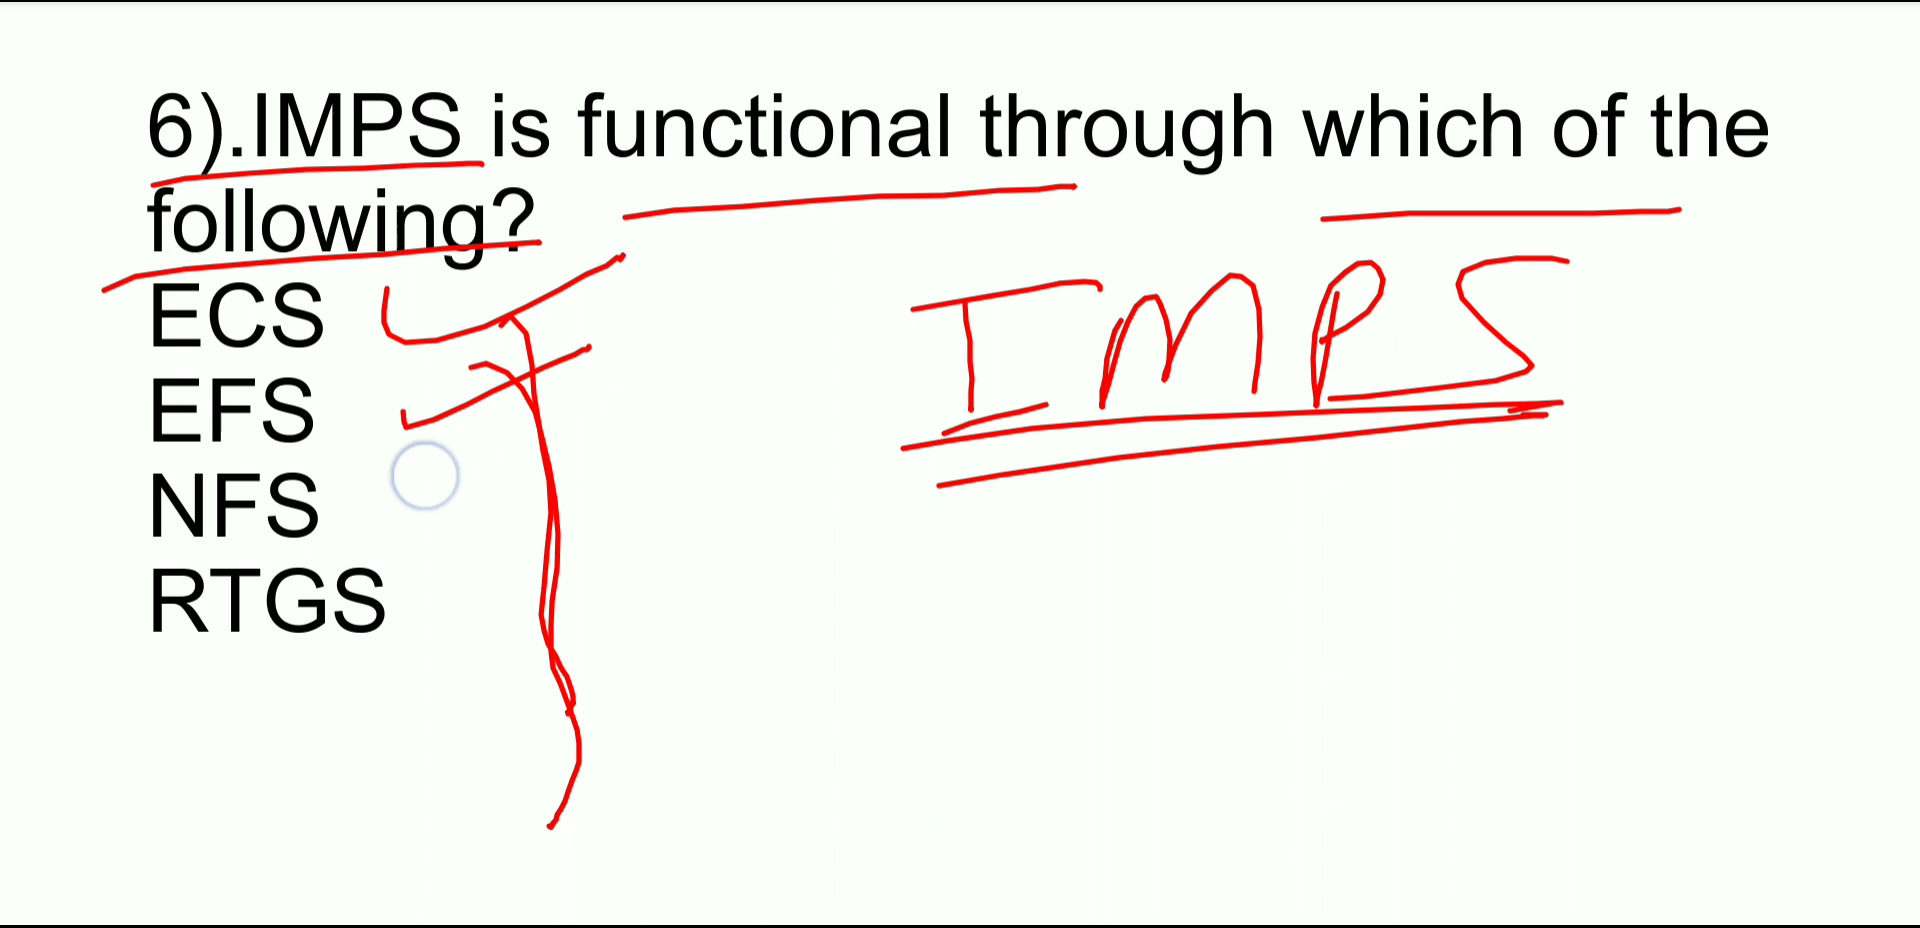 6).IMPS is functional through which of the
following?
IMPS
ECS
EFS
NFS
RTGS